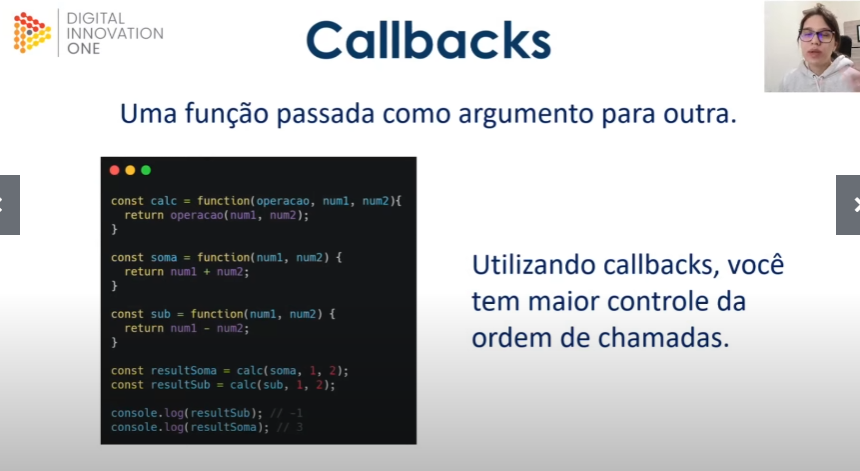 DIGITAL
INNOVATION
ONE
Callbacks
Uma função passada como argumento para outra.
const calc = function(operacao, num1, num2){
  return operacao(num1, num2);
}
const soma = function(num1, num2) {
  return num1 + num2;
}
const sub = function(num1, num2) {
  return num1 - num2;
}
const resultSoma = calc(soma, 1, 2);
const resultSub = calc(sub, 1, 2);
console.log(resultSub); // -1
console.log(resultSoma); // 3
Utilizando callbacks, você
tem maior controle da
ordem de chamadas.